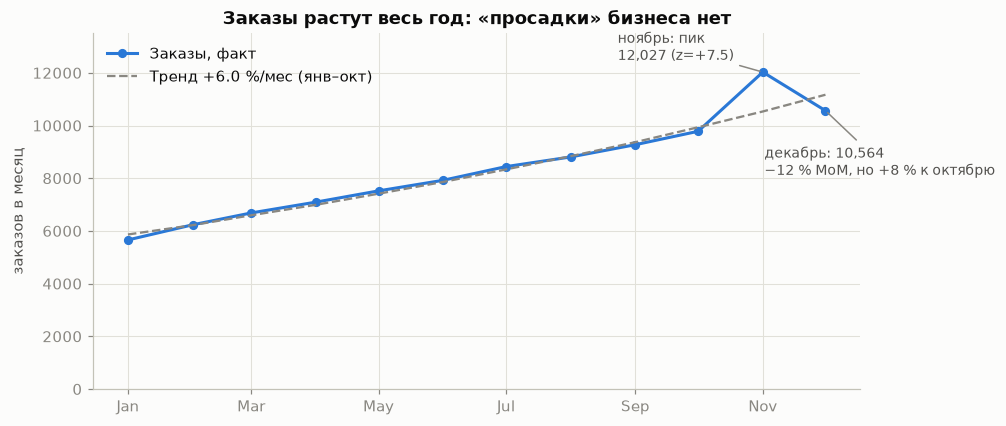 Заказы растут весь год: «просадки» бизнеса нет
ноябрь: пик
12,027 (z=+7.5)
Заказы, факт
Тренд +6.0 %/мес (янв–окт)
12000
10000
8000
6000
4000
2000
0
заказов в месяц
декабрь: 10,564
−12 % MoM, но +8 % к октябрю
Jan
Mar
May
Jul
Sep
Nov